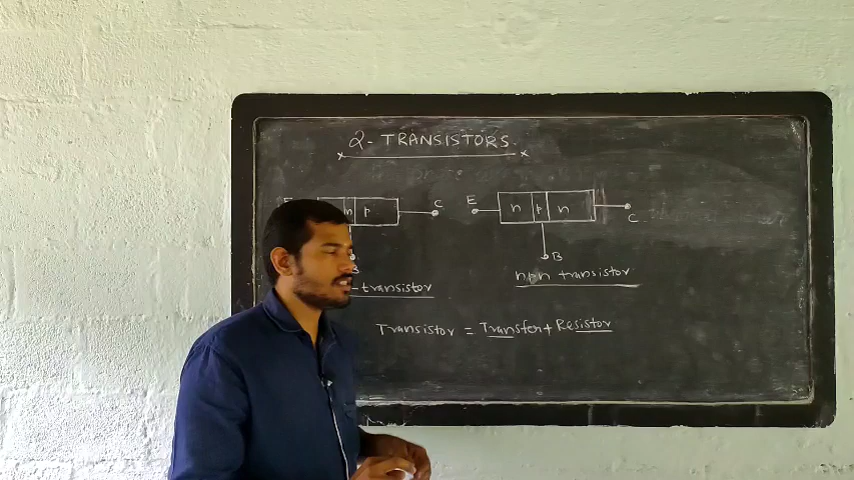 2 - TRANSISTORS
n p C
E n p n C
B
B
- transistor
npn transistor
Transistor = Transfer + Resistor